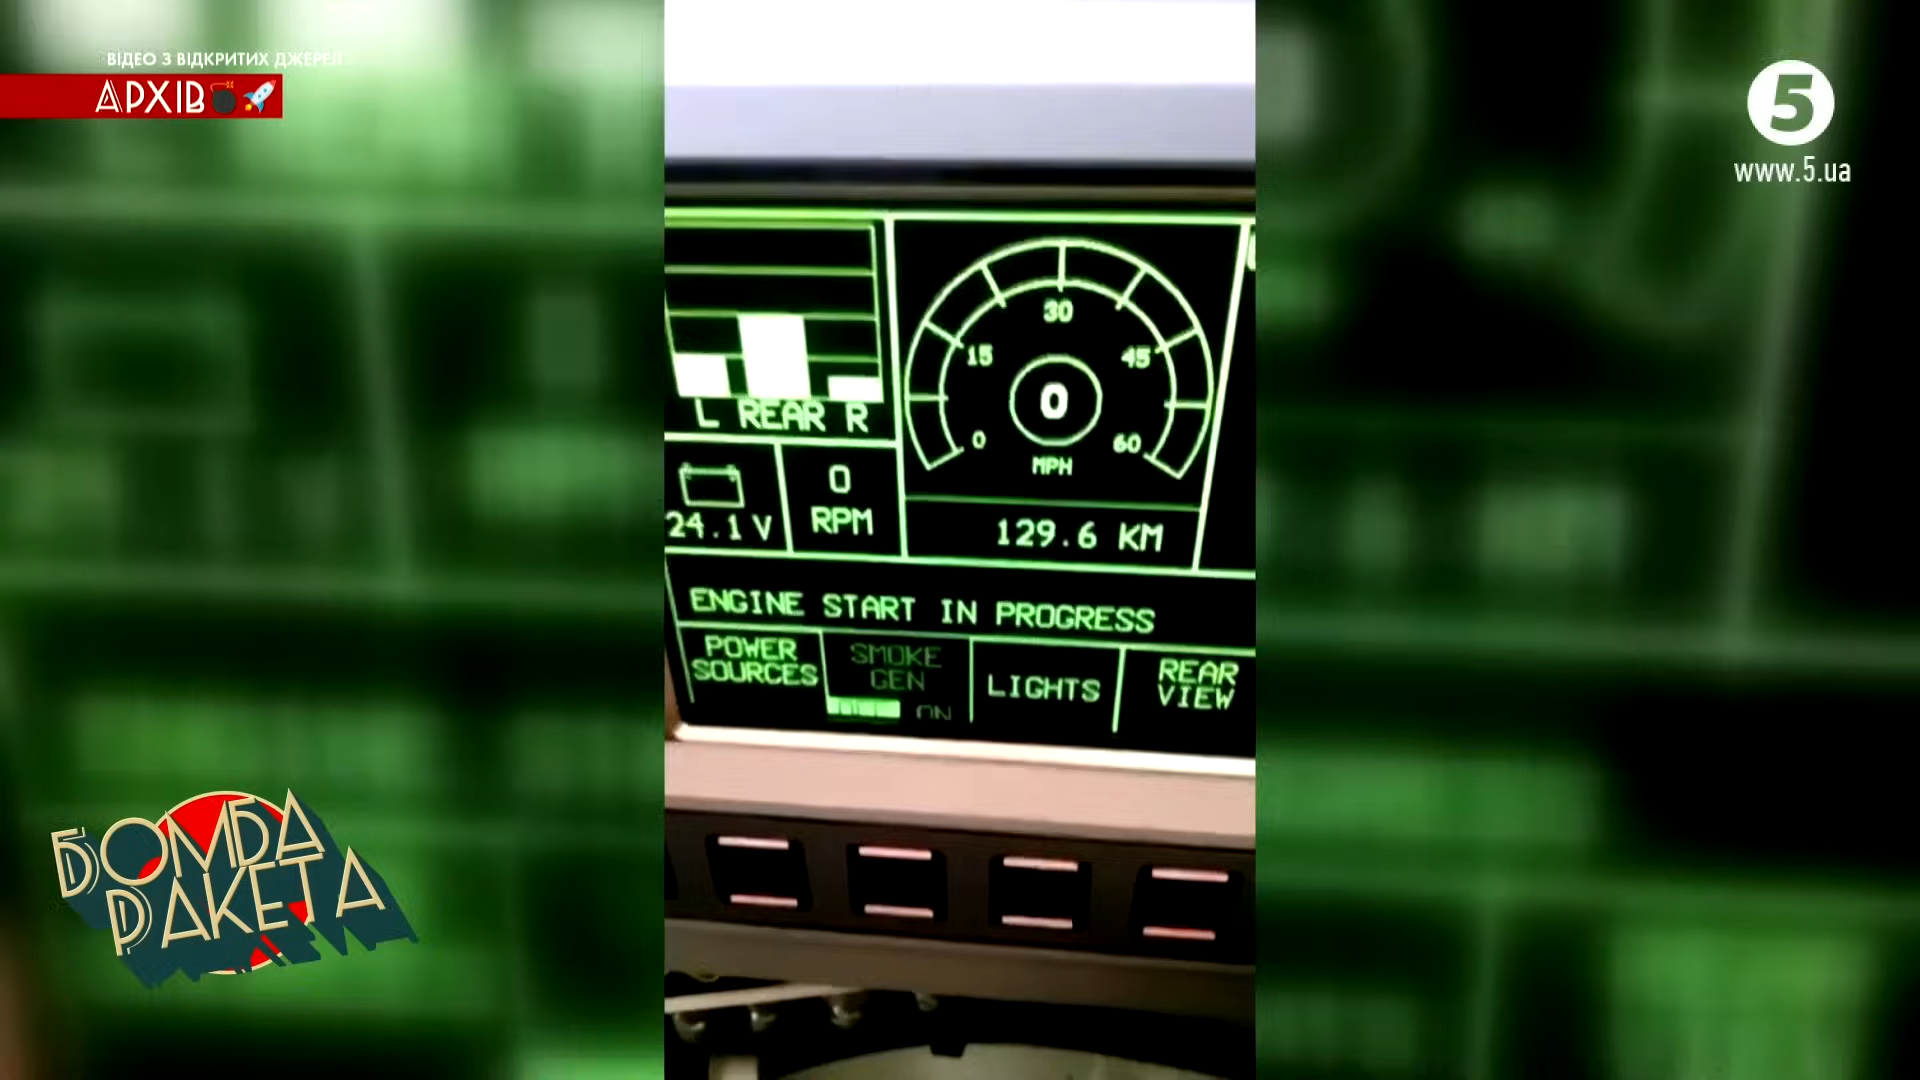 ВІДЕО З ВІДКРИТИХ ДЖЕРЕЛ
АРХІВ
5
www.5.ua
30
15
45
0
0
60
MPH
L REAR R
24.1 V
0
RPM
129.6 KM
ENGINE START IN PROGRESS
POWER
SOURCES
SMOKE
GEN
ON
LIGHTS
REAR
VIEW
БОМБА
РАКЕТА